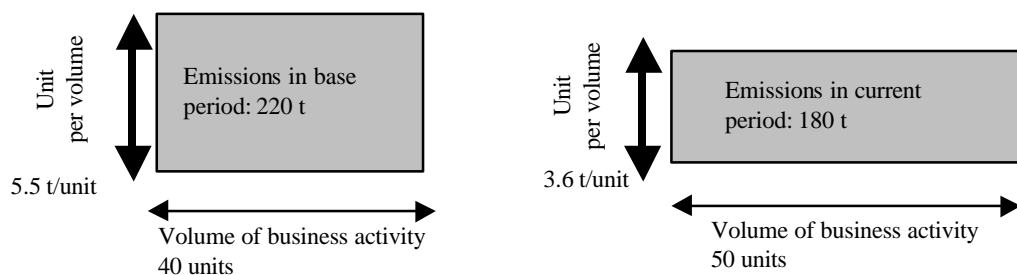 Unit
per volume
Emissions in base
period: 220 t
5.5 t/unit
Volume of business activity
40 units
Unit
per volume
Emissions in current
period: 180 t
3.6 t/unit
Volume of business activity
50 units